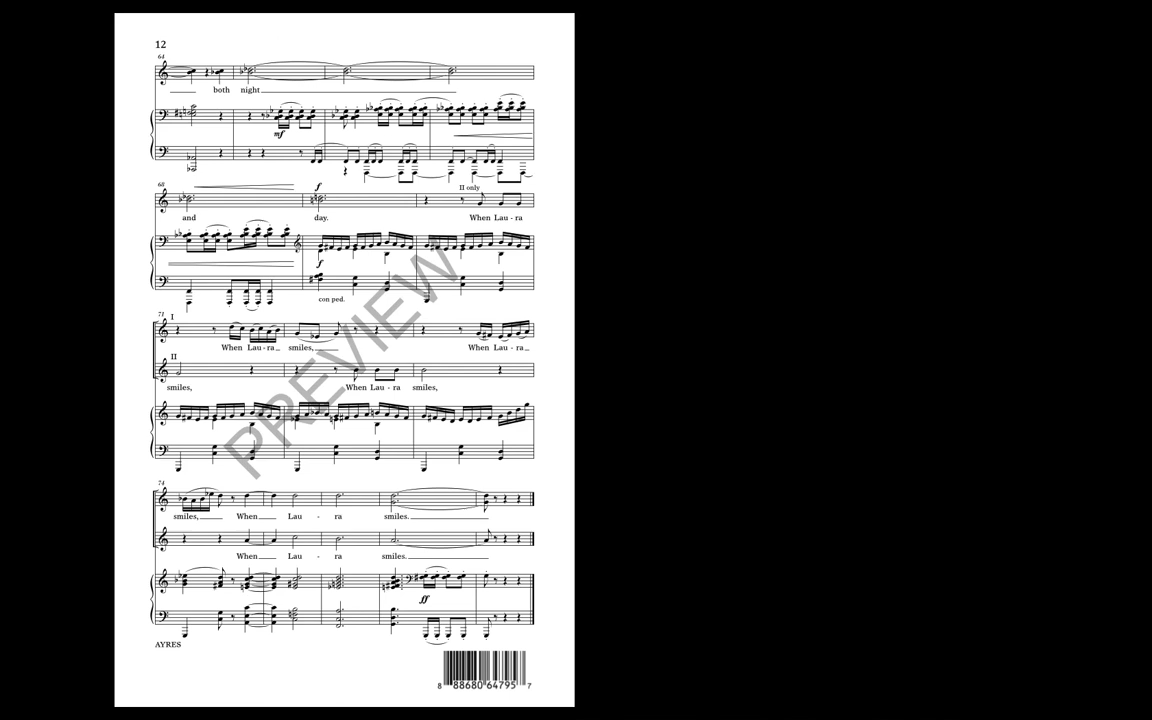 12
64
both night
mf
68
f
II only
and day. When Lau - ra
f
con ped.
71
I
When Lau - ra smiles, When Lau - ra
II
smiles, When Lau - ra smiles,
PREVIEW
74
smiles, When Lau - ra smiles.
When Lau - ra smiles.
ff
AYRES
8 88680 64795 7